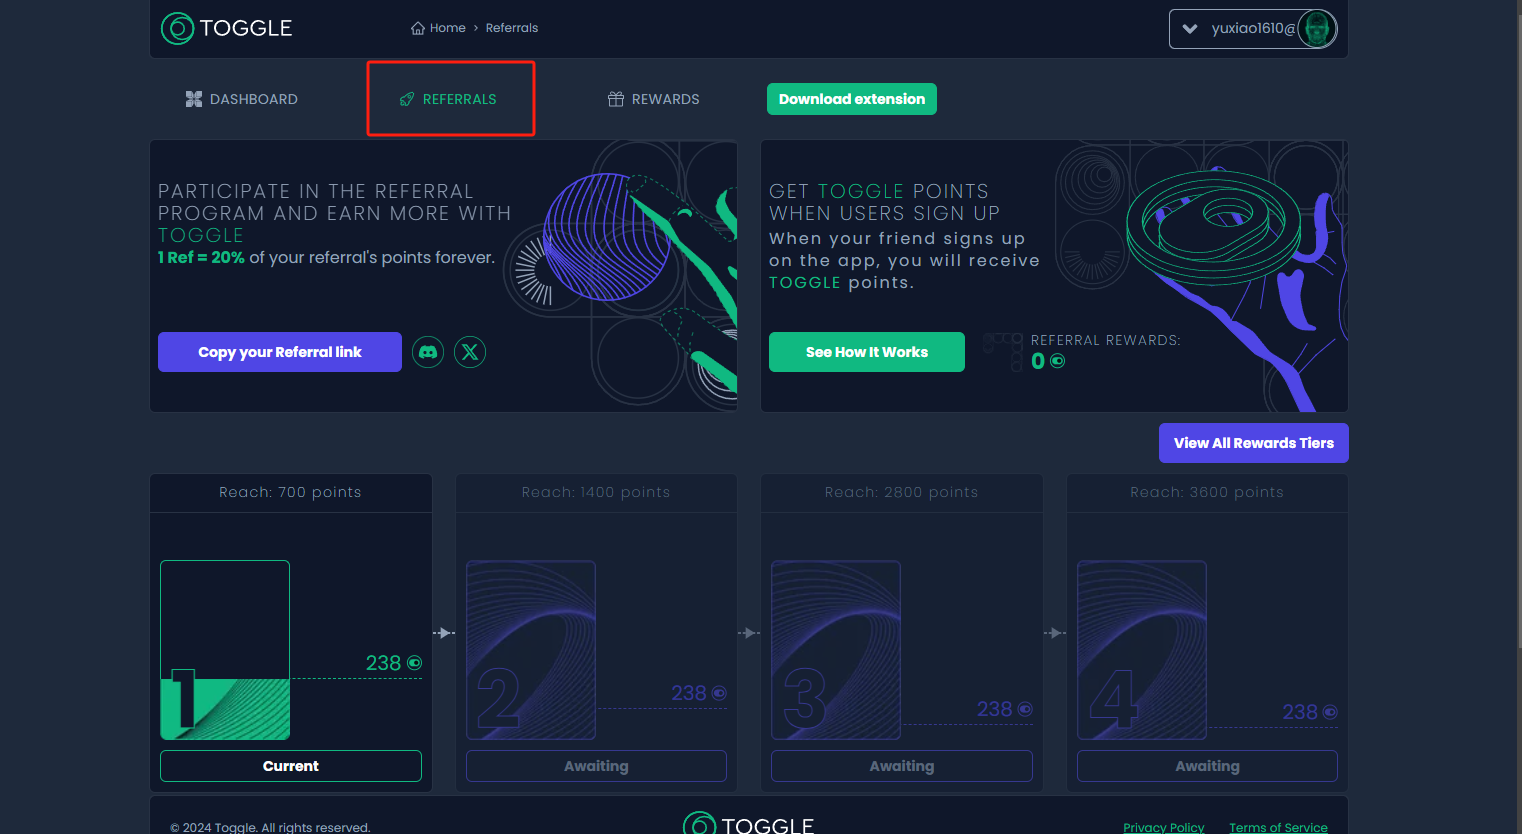 TOGGLE
Home › Referrals
yuxiao1610@
DASHBOARD
REFERRALS
REWARDS
Download extension
PARTICIPATE IN THE REFERRAL
PROGRAM AND EARN MORE WITH
TOGGLE
1 Ref = 20% of your referral's points forever.
Copy your Referral link
GET TOGGLE POINTS
WHEN USERS SIGN UP
When your friend signs up
on the app, you will receive
TOGGLE points.
See How It Works
REFERRAL REWARDS:
0
View All Rewards Tiers
Reach: 700 points
238
1
Current
Reach: 1400 points
238
2
Awaiting
Reach: 2800 points
238
3
Awaiting
Reach: 3600 points
238
4
Awaiting
© 2024 Toggle. All rights reserved.
TOGGLE
Privacy Policy
Terms of Service